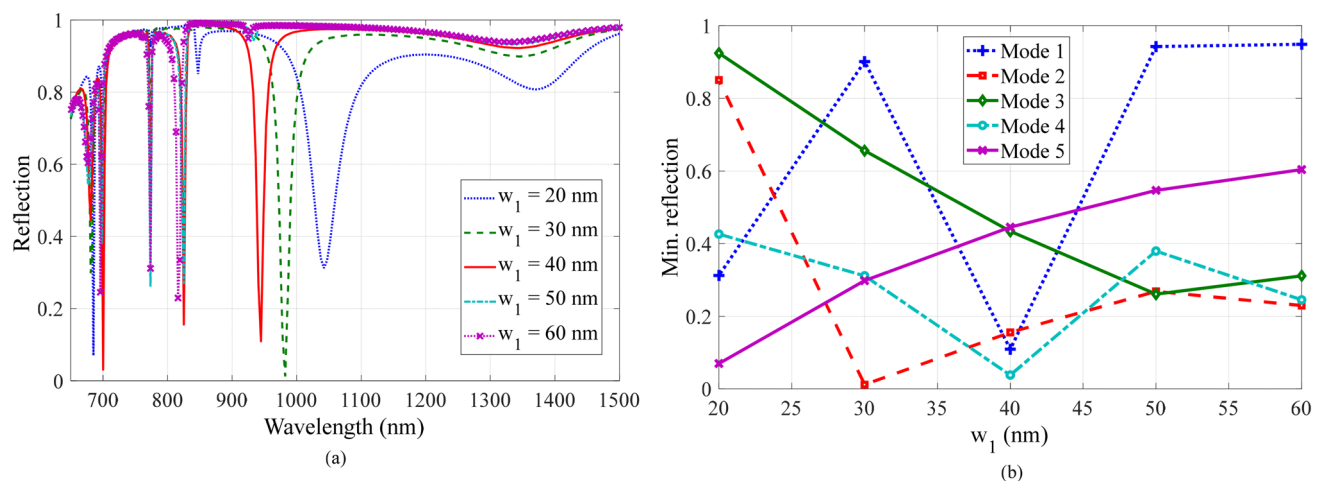 1
0.8
0.6
0.4
0.2
0
Reflection
700 800 900 1000 1100 1200 1300 1400 1500
Wavelength (nm)
w1 = 20 nm
w1 = 30 nm
w1 = 40 nm
w1 = 50 nm
w1 = 60 nm
(a)
1
0.8
0.6
0.4
0.2
0
Min. reflection
20 25 30 35 40 45 50 55 60
w1 (nm)
Mode 1
Mode 2
Mode 3
Mode 4
Mode 5
(b)